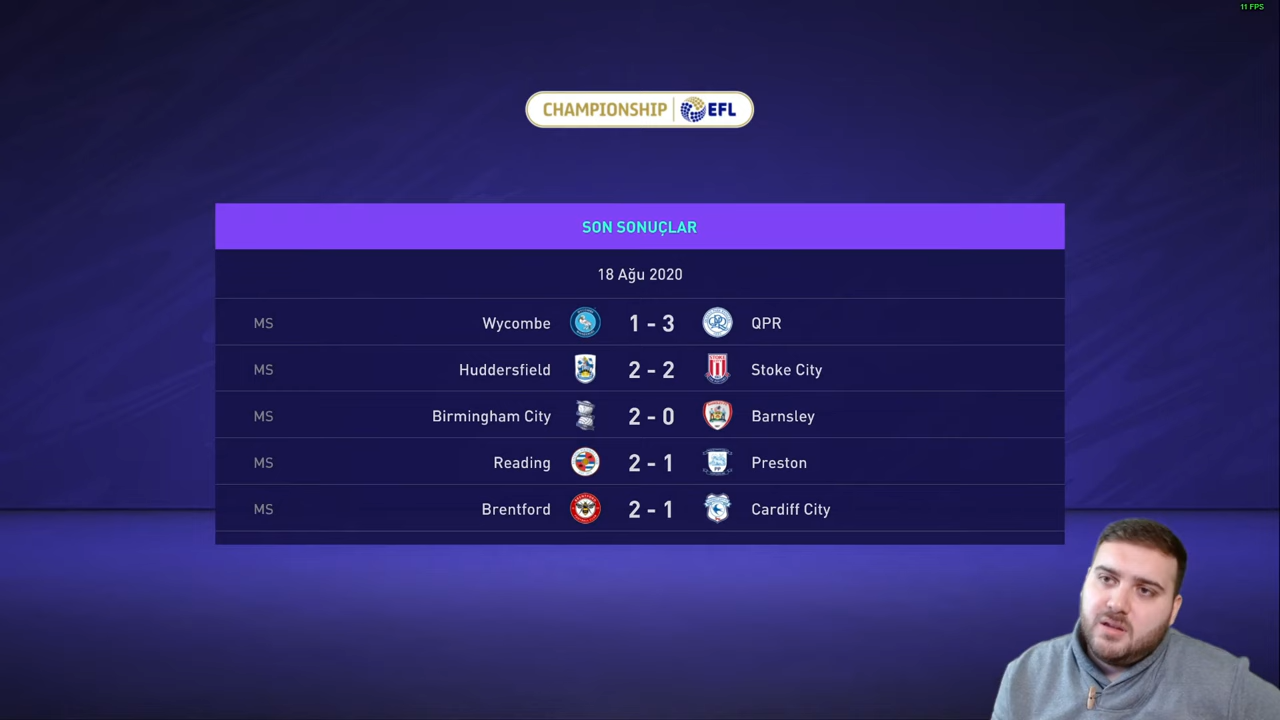 11 FPS
CHAMPIONSHIP EFL
SON SONUÇLAR
18 Ağu 2020
MS Wycombe 1 - 3 QPR
MS Huddersfield 2 - 2 Stoke City
MS Birmingham City 2 - 0 Barnsley
MS Reading 2 - 1 Preston
MS Brentford 2 - 1 Cardiff City